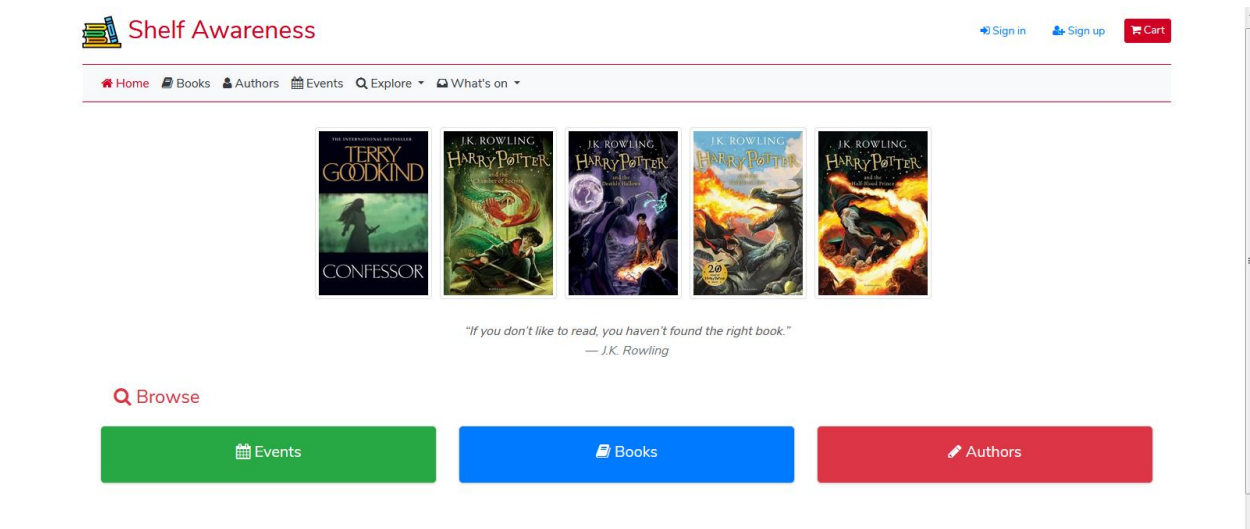 Shelf Awareness
Sign in Sign up Cart
Home Books Authors Events Explore What's on
THE INTERNATIONAL BESTSELLER
TERRY
GOODKIND
CONFESSOR
J.K. ROWLING
HARRY POTTER
and the
Chamber of Secrets
J.K. ROWLING
HARRY POTTER
and the
Deathly Hallows
J.K. ROWLING
HARRY POTTER
20
J.K. ROWLING
HARRY POTTER
and the
Half-Blood Prince
“If you don’t like to read, you haven’t found the right book.”
— J.K. Rowling
Browse
Events
Books
Authors